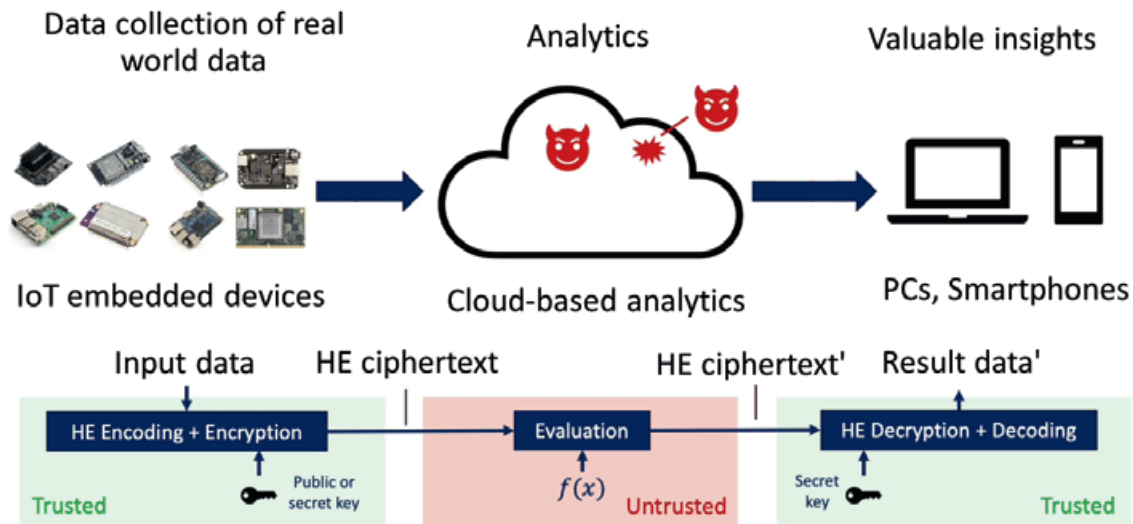 Data collection of real
world data
Analytics
Valuable insights
IoT embedded devices
Cloud-based analytics
PCs, Smartphones
Input data
HE ciphertext
HE ciphertext'
Result data'
HE Encoding + Encryption
Evaluation
HE Decryption + Decoding
Public or
secret key
f(x)
Secret
key
Trusted
Untrusted
Trusted